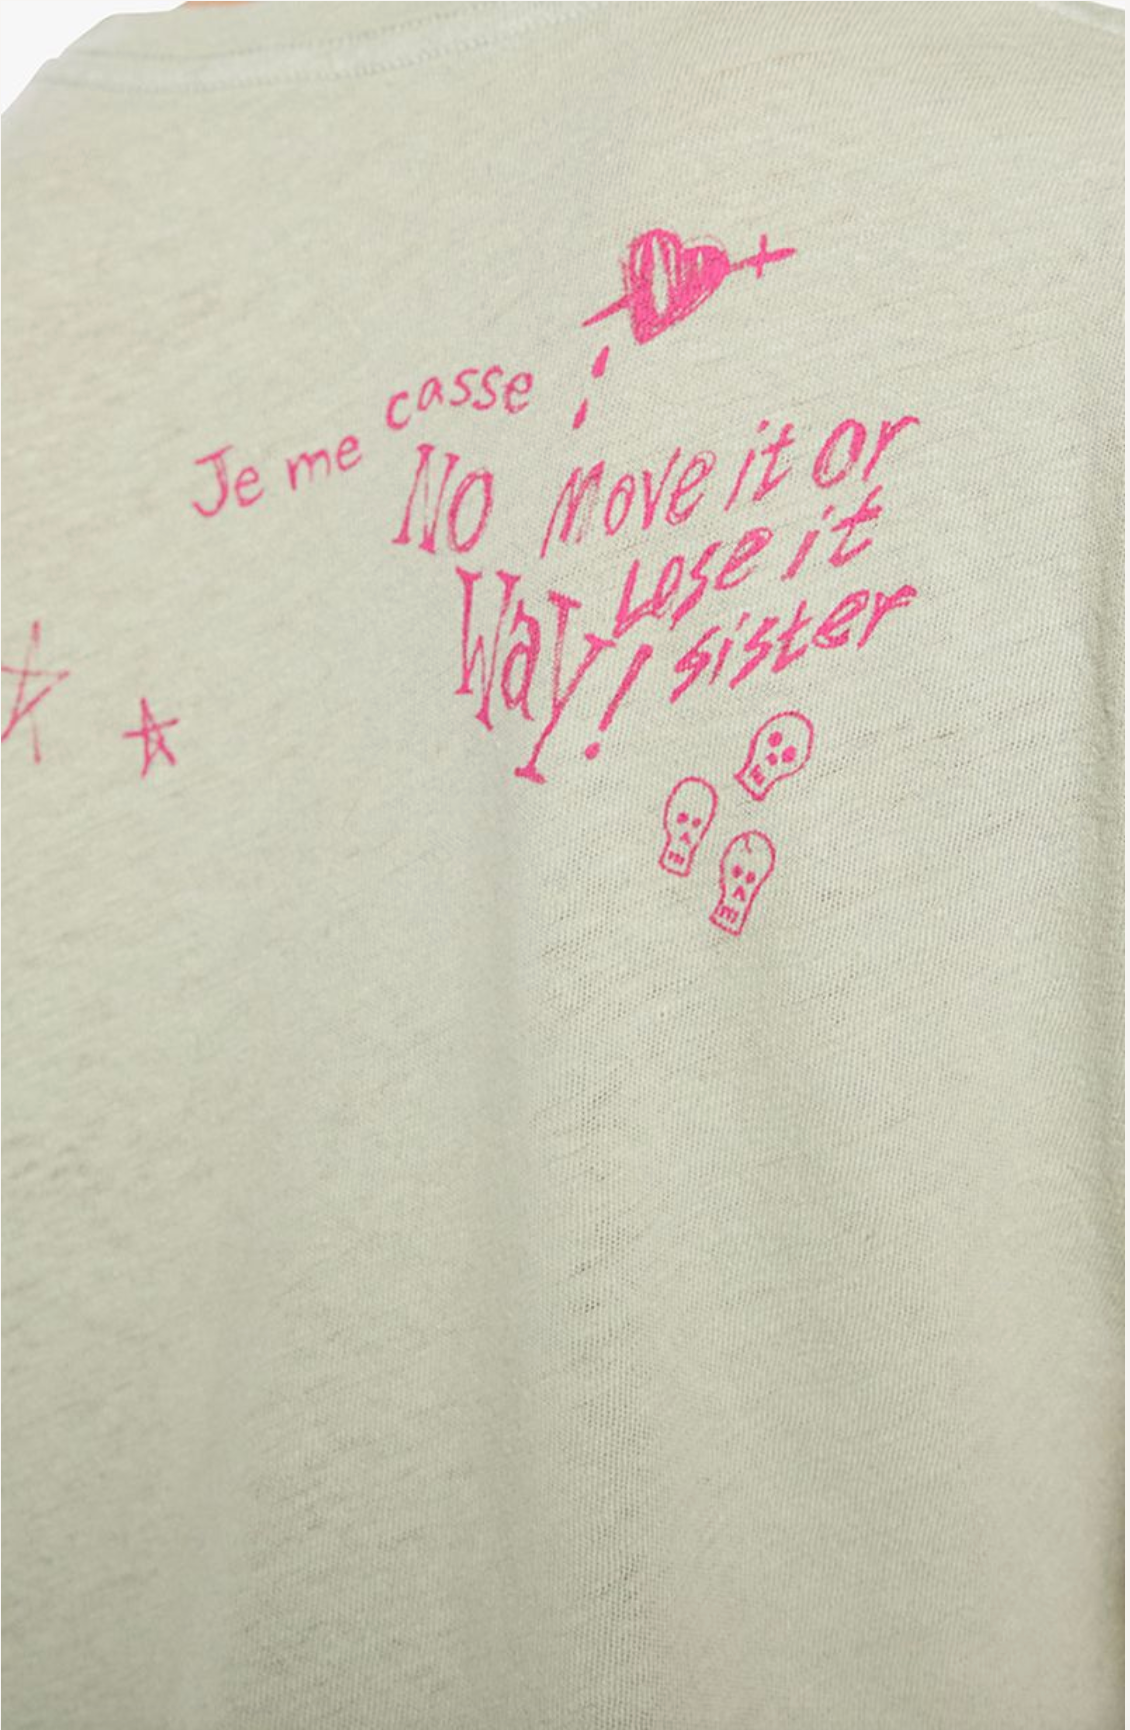 Je me casse
No
Way!
Move it or
Lose it
sister